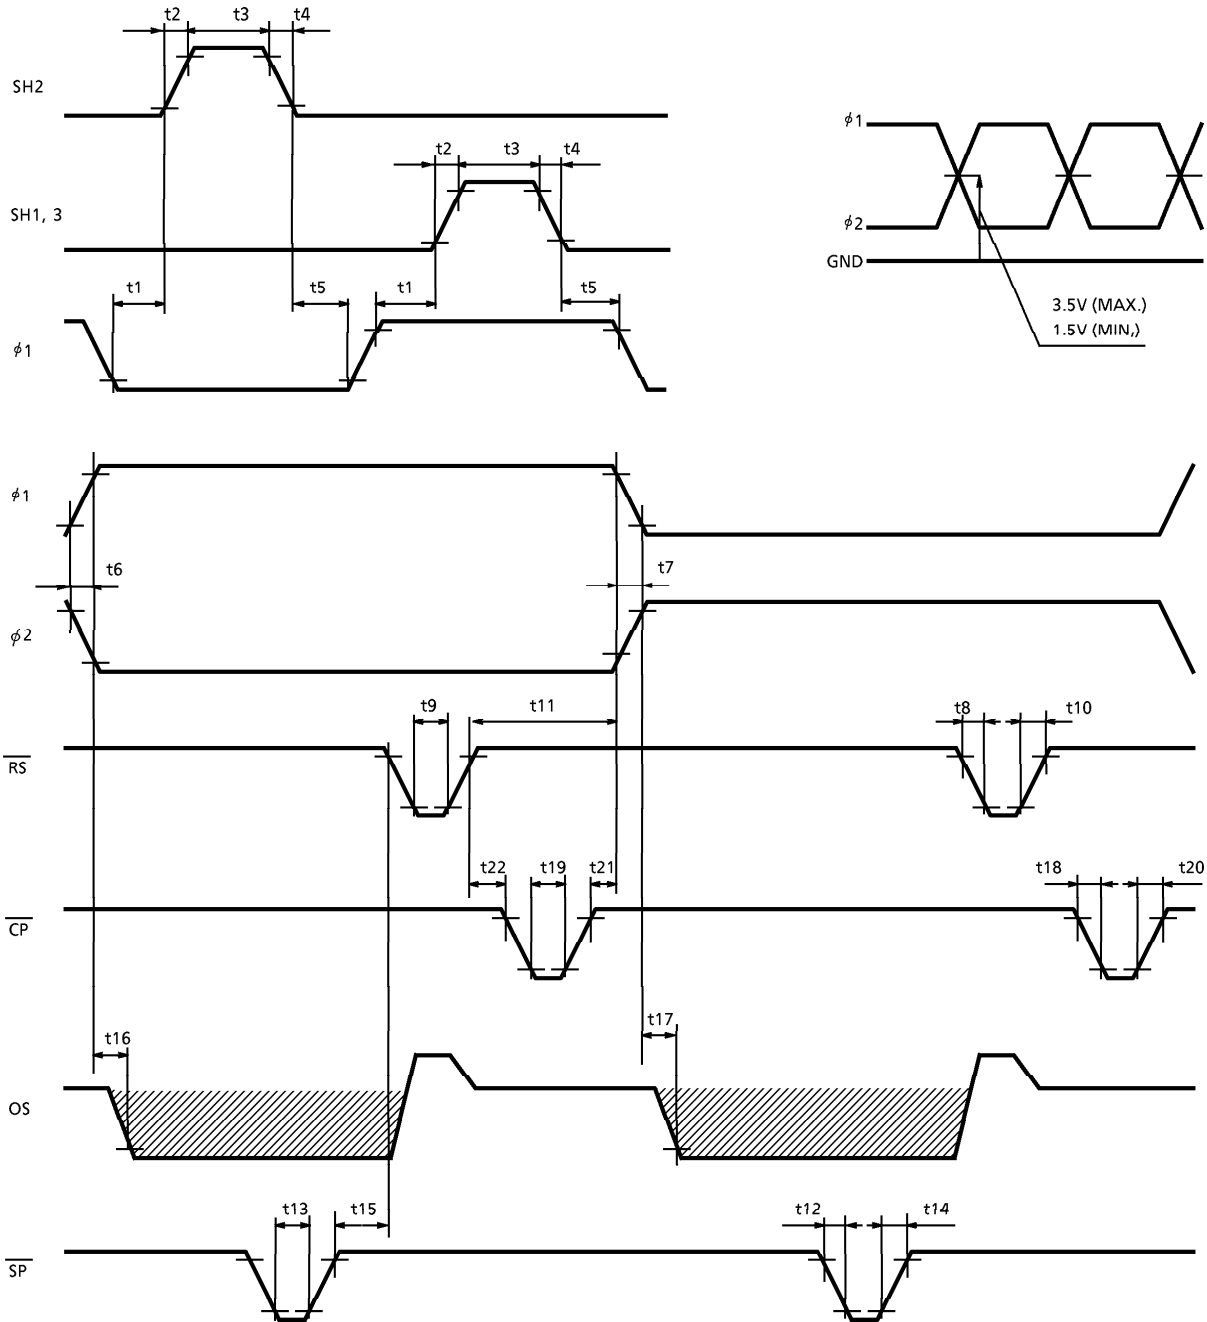 t2 t3 t4
SH2
t2 t3 t4
SH1, 3
t1 t5 t1 t5
ϕ1
ϕ1
ϕ2
GND
3.5V (MAX.)
1.5V (MIN,)
ϕ1
t6 t7
ϕ2
t9 t11 t8 t10
RS
t22 t19 t21 t18 t20
CP
t16 t17
OS
t13 t15 t12 t14
SP